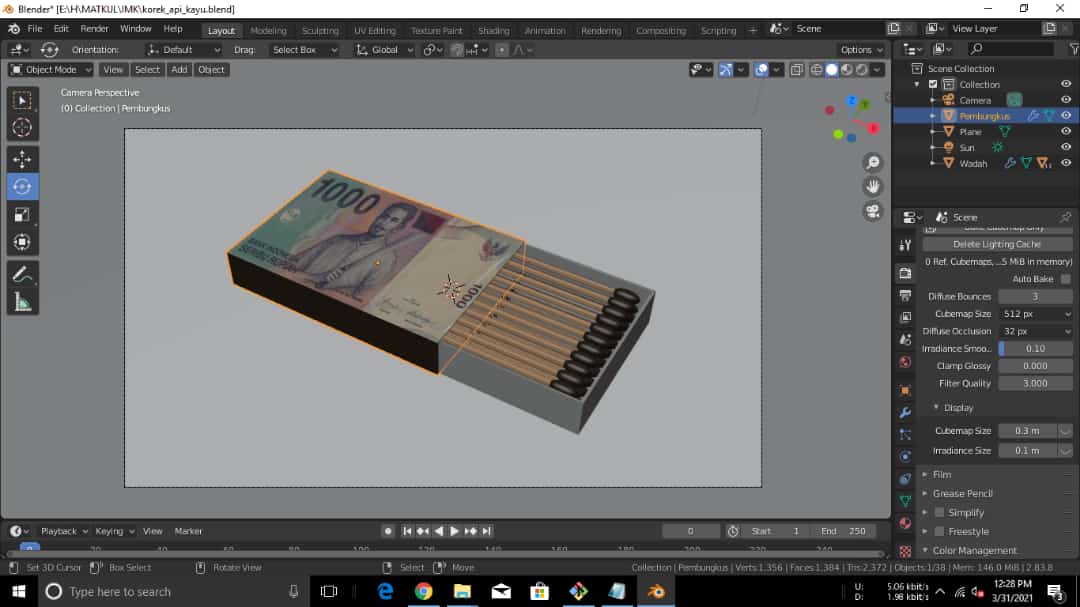 Blender* [E:\H\MATKUL\IMK\korek_api_kayu.blend]
File Edit Render Window Help Layout Modeling Sculpting UV Editing Texture Paint Shading Animation Rendering Compositing Scripting + Scene View Layer
Orientation: Default Drag: Select Box Global Options
Object Mode View Select Add Object
Camera Perspective
(0) Collection | Pembungkus
1000
BANK INDONESIA
SERIBU RUPIAH
1000
Scene Collection
Collection
Camera
Pembungkus
Plane
Sun
Wadah
Scene
Delete Lighting Cache
0 Ref. Cubemaps, ...5 MiB in memory)
Auto Bake
Diffuse Bounces 3
Cubemap Size 512 px
Diffuse Occlusion 32 px
Irradiance Smoo... 0.10
Clamp Glossy 0.000
Filter Quality 3.000
Display
Cubemap Size 0.3 m
Irradiance Size 0.1 m
Film
Grease Pencil
Simplify
Freestyle
Color Management
Playback Keying View Marker 0 Start 1 End 250
Set 3D Cursor Box Select Rotate View Select Move Collection | Pembungkus | Verts:1,356 | Faces:1,384 | Tris:2,372 | Objects:1/38 | Mem: 146.0 MiB | 2.83.8
Type here to search
U: 5.06 kbit/s
D: 1.98 kbit/s
12:28 PM
3/31/2021
3